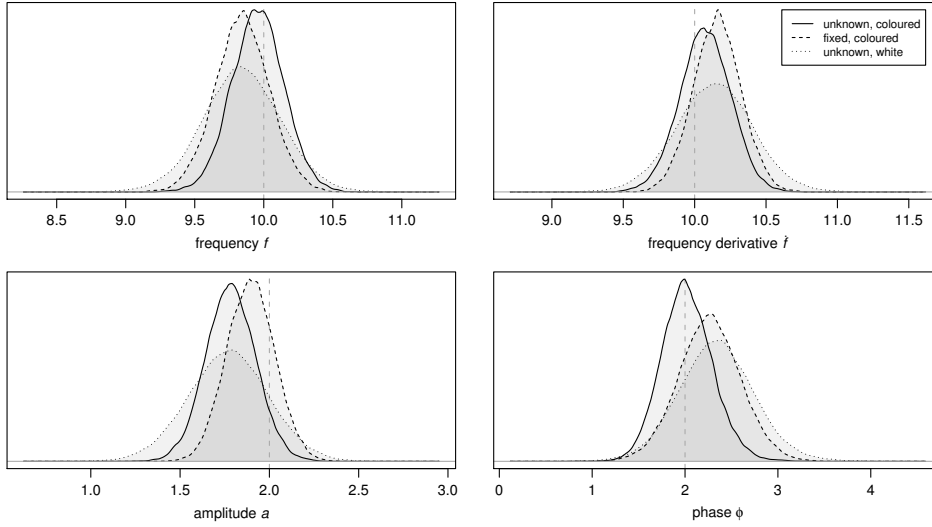 unknown, coloured
fixed, coloured
unknown, white
8.5 9.0 9.5 10.0 10.5 11.0
frequency f
9.0 9.5 10.0 10.5 11.0 11.5
frequency derivative ḟ
1.0 1.5 2.0 2.5 3.0
amplitude a
0 1 2 3 4
phase ϕ